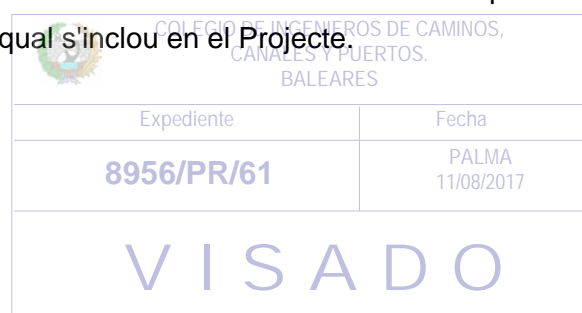 qual s'inclou en el Projecte.
COLEGIO DE INGENIEROS DE CAMINOS,
CANALES Y PUERTOS.
BALEARES
Expediente Fecha
8956/PR/61 PALMA
11/08/2017
VISADO